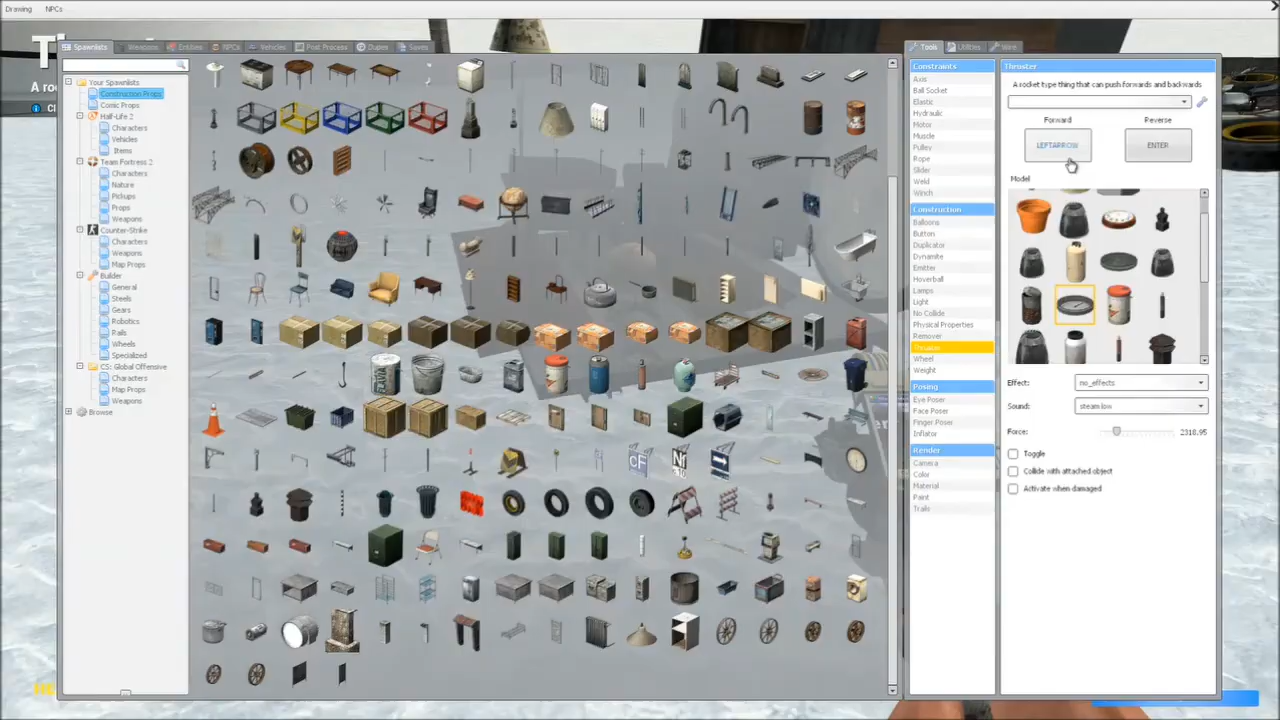 Drawing NPCs
Spawnlists Weapons Entities NPCs Vehicles Post Process Dupes Saves
Your Spawnlists
Construction Props
Comic Props
Half-Life 2
Characters
Vehicles
Items
Team Fortress 2
Characters
Nature
Pickups
Props
Weapons
Counter-Strike
Characters
Weapons
Map Props
Builder
General
Steels
Gears
Robotics
Rails
Wheels
Specialized
CS: Global Offensive
Characters
Map Props
Weapons
Browse
Tools Utilities Wire
Constraints
Axis
Ball Socket
Elastic
Hydraulic
Motor
Muscle
Pulley
Rope
Slider
Weld
Winch
Construction
Balloons
Button
Duplicator
Dynamite
Emitter
Hoverball
Lamps
Light
No Collide
Physical Properties
Remover
Thruster
Wheel
Weight
Posing
Eye Poser
Face Poser
Finger Poser
Inflator
Render
Camera
Color
Material
Paint
Trails
Thruster
A rocket type thing that can push forwards and backwards
Forward Reverse
LEFTARROW ENTER
Model
Effect: no_effects
Sound: steam.low
Force: 2318.95
Toggle
Collide with attached object
Activate when damaged